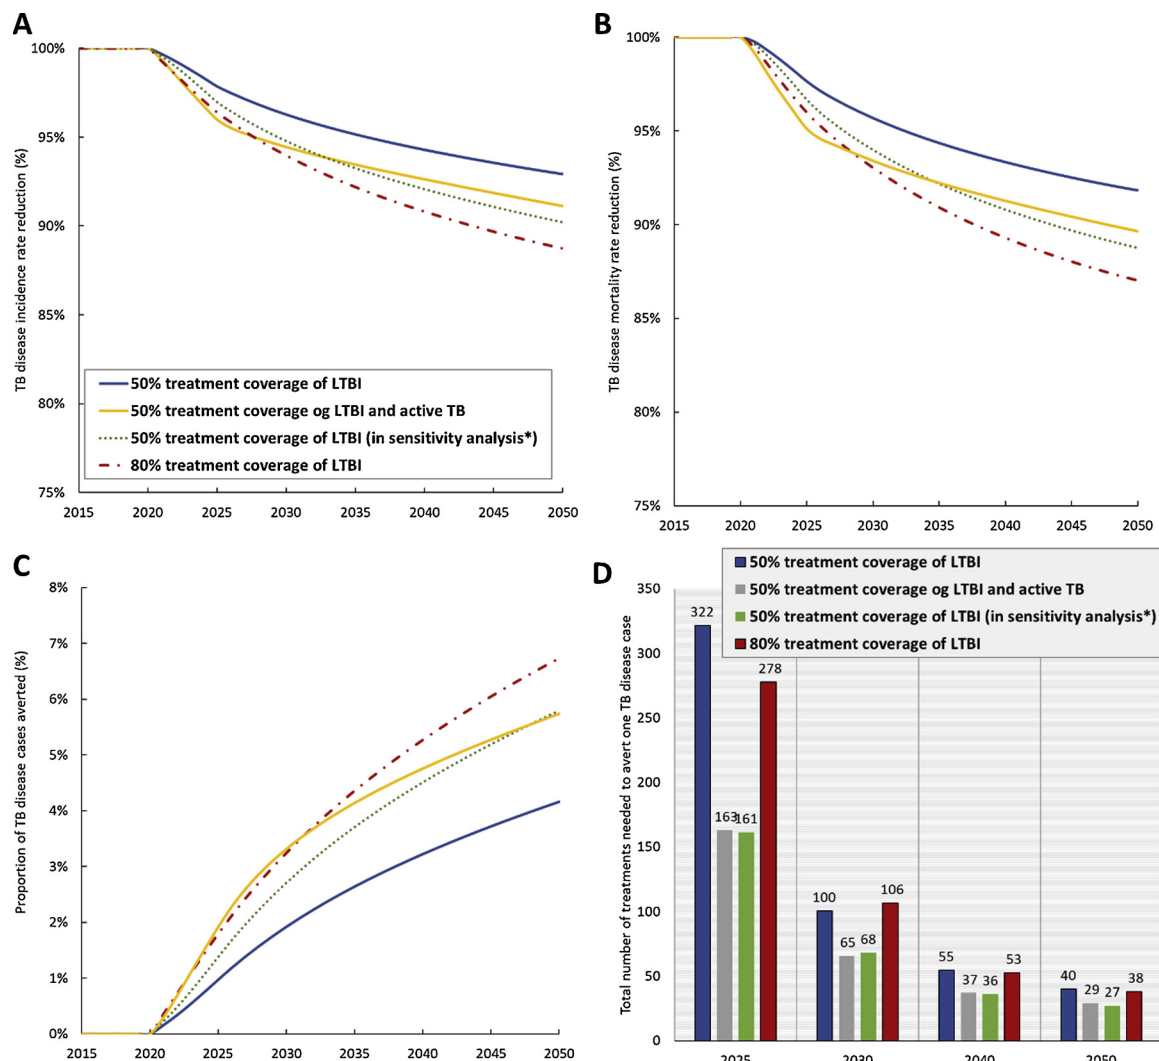 A
100%
95%
90%
85%
80%
75%
TB disease incidence rate reduction (%)
50% treatment coverage of LTBI
50% treatment coverage og LTBI and active TB
50% treatment coverage of LTBI (in sensitivity analysis*)
80% treatment coverage of LTBI
2015 2020 2025 2030 2035 2040 2045 2050
B
100%
95%
90%
85%
80%
75%
TB disease mortality rate reduction (%)
2015 2020 2025 2030 2035 2040 2045 2050
C
8%
7%
6%
5%
4%
3%
2%
1%
0%
Proportion of TB disease cases averted (%)
2015 2020 2025 2030 2035 2040 2045 2050
D
50% treatment coverage of LTBI
50% treatment coverage og LTBI and active TB
50% treatment coverage of LTBI (in sensitivity analysis*)
80% treatment coverage of LTBI
350
300
250
200
150
100
50
0
Total number of treatments needed to avert one TB disease case
322 163 161 278
100 65 68 106
55 37 36 53
40 29 27 38
2025 2030 2040 2050